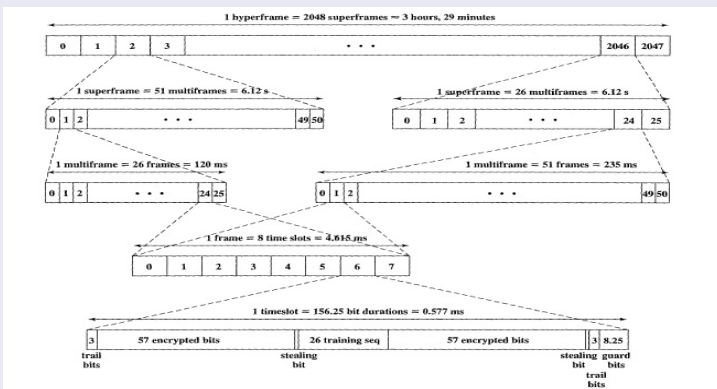 1 hyperframe = 2048 superframes ~ 3 hours, 29 minutes
0 1 2 3 • • • 2046 2047
1 superframe = 51 multiframes = 6.12 s
1 superframe = 26 multiframes = 6.12 s
0 1 2 • • • 49 50
0 1 2 • • • 24 25
1 multiframe = 26 frames = 120 ms
1 multiframe = 51 frames = 235 ms
0 1 2 • • • 24 25
0 1 2 • • • 49 50
1 frame = 8 time slots = 4.615 ms
0 1 2 3 4 5 6 7
1 timeslot = 156.25 bit durations = 0.577 ms
3 57 encrypted bits 26 training seq 57 encrypted bits 3 8.25
trail stealing stealing guard
bits bit bit bits
trail
bits